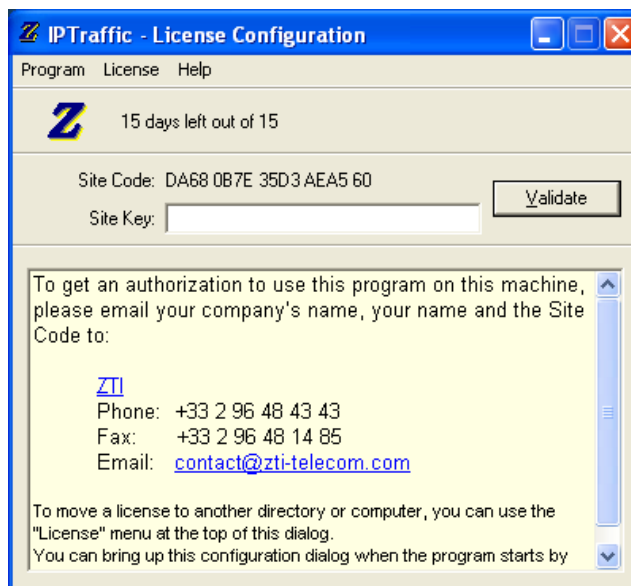 IPTraffic - License Configuration
Program License Help
Z 15 days left out of 15
Site Code: DA68 0B7E 35D3 AEA5 60
Validate
Site Key:
To get an authorization to use this program on this machine,
please email your company's name, your name and the Site
Code to:
ZTI
Phone: +33 2 96 48 43 43
Fax: +33 2 96 48 14 85
Email: contact@zti-telecom.com
To move a license to another directory or computer, you can use the
"License" menu at the top of this dialog.
You can bring up this configuration dialog when the program starts by